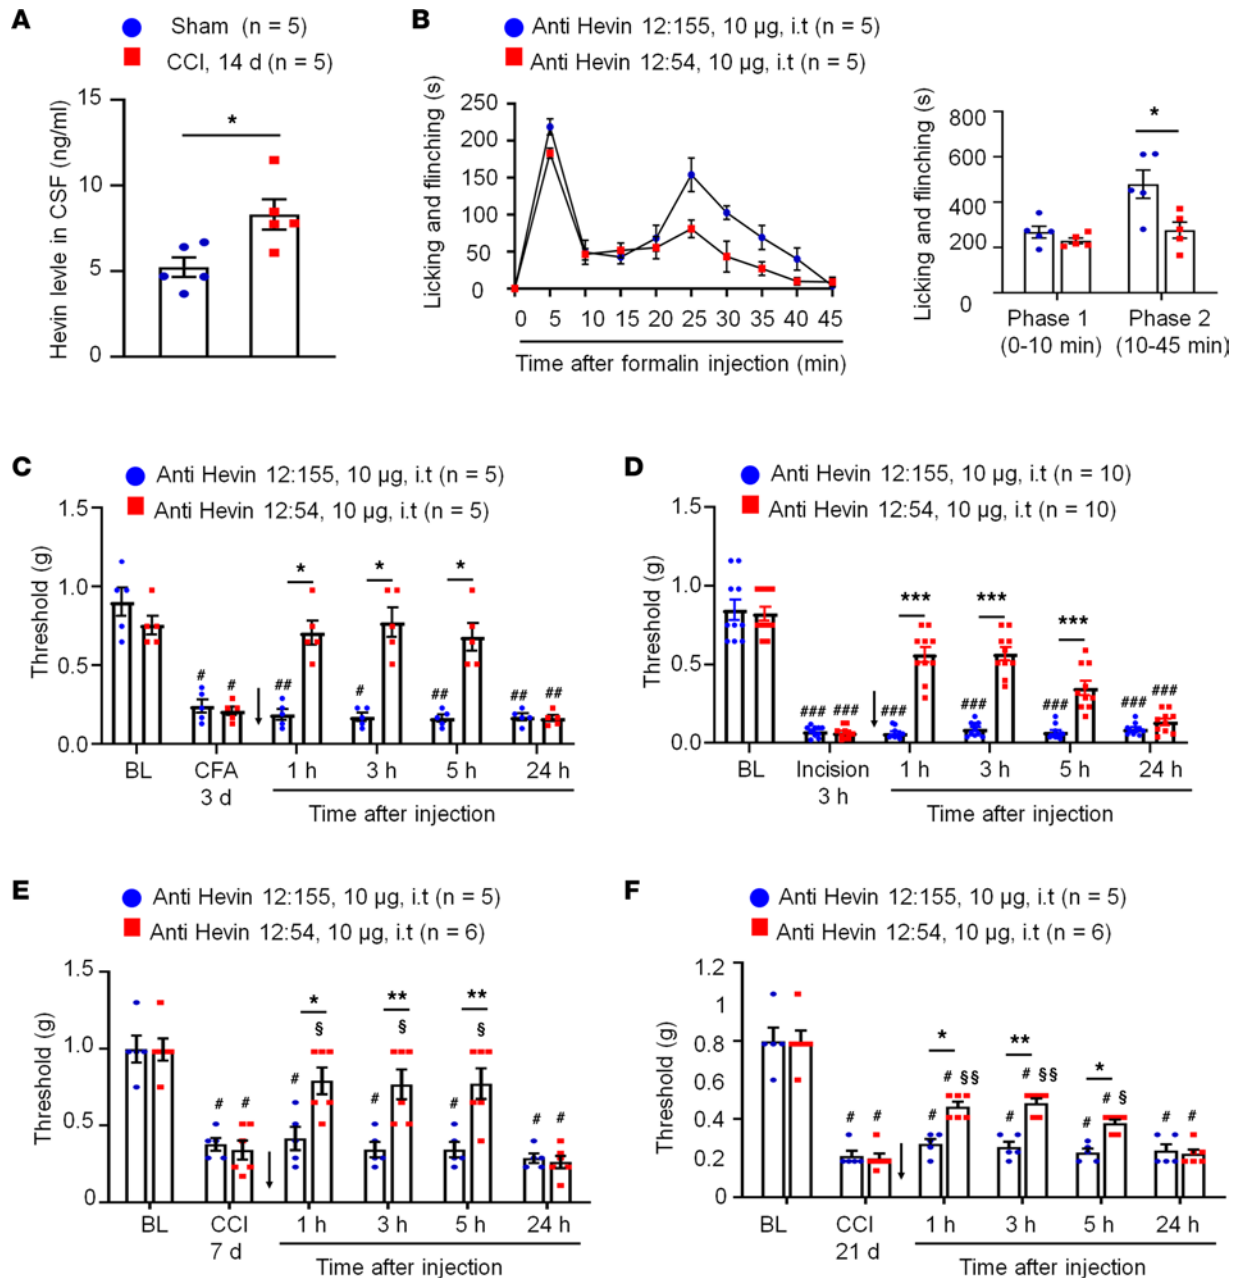 A
Sham (n = 5)
CCI, 14 d (n = 5)
Hevin level in CSF (ng/ml)
15
10
5
0
*
B
Anti Hevin 12:155, 10 µg, i.t (n = 5)
Anti Hevin 12:54, 10 µg, i.t (n = 5)
Licking and flinching (s)
250
200
150
100
50
0
0 5 10 15 20 25 30 35 40 45
Time after formalin injection (min)
Licking and flinching (s)
800
600
400
200
0
*
Phase 1 Phase 2
(0-10 min) (10-45 min)
C
Anti Hevin 12:155, 10 µg, i.t (n = 5)
Anti Hevin 12:54, 10 µg, i.t (n = 5)
Threshold (g)
1.5
1.0
0.5
0.0
* * *
# # ## # ## ## ##
BL CFA 1 h 3 h 5 h 24 h
3 d
Time after injection
D
Anti Hevin 12:155, 10 µg, i.t (n = 10)
Anti Hevin 12:54, 10 µg, i.t (n = 10)
Threshold (g)
1.5
1.0
0.5
0.0
*** *** ***
### ### ### ### ### ### ###
BL Incision 1 h 3 h 5 h 24 h
3 h
Time after injection
E
Anti Hevin 12:155, 10 µg, i.t (n = 5)
Anti Hevin 12:54, 10 µg, i.t (n = 6)
Threshold (g)
1.5
1.0
0.5
0
* ** **
§ § §
# # # # # # #
BL CCI 1 h 3 h 5 h 24 h
7 d
Time after injection
F
Anti Hevin 12:155, 10 µg, i.t (n = 5)
Anti Hevin 12:54, 10 µg, i.t (n = 6)
Threshold (g)
1.2
0.8
0.6
0.4
0.2
0
* ** *
# §§ # §§ # §
# # # # # # #
BL CCI 1 h 3 h 5 h 24 h
21 d
Time after injection